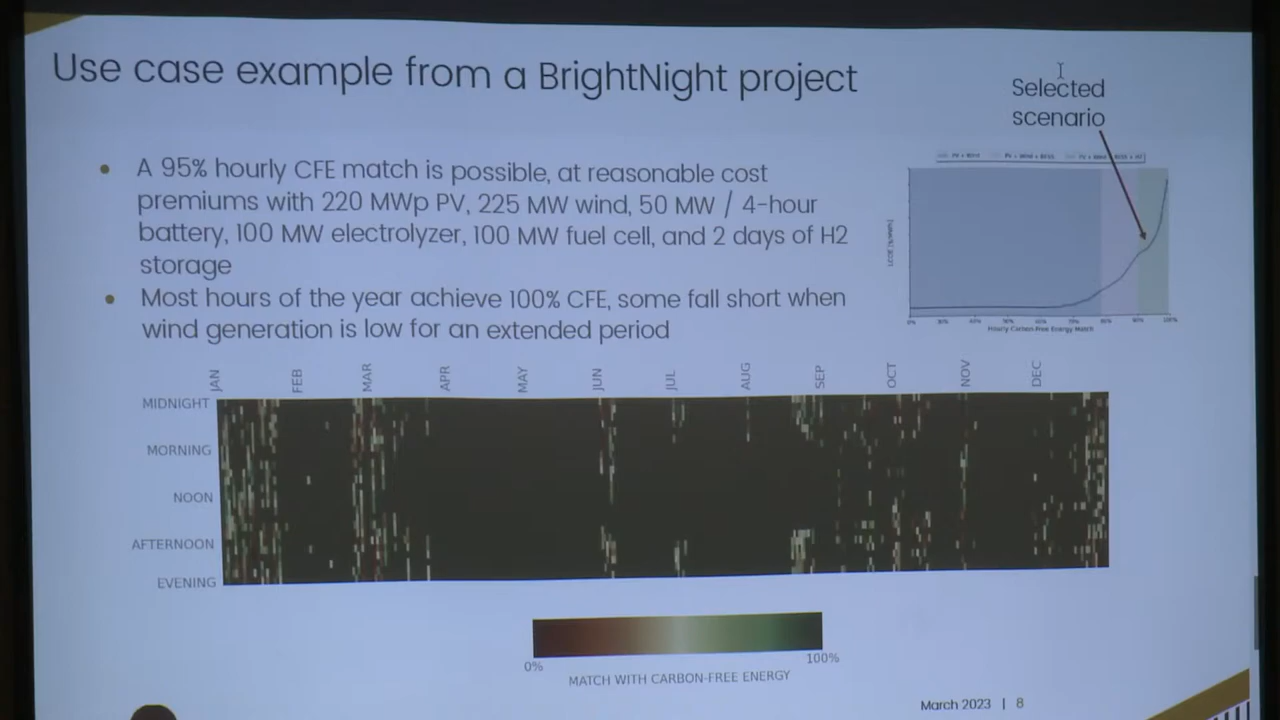 Use case example from a BrightNight project
Selected
scenario
A 95% hourly CFE match is possible, at reasonable cost
premiums with 220 MWp PV, 225 MW wind, 50 MW / 4-hour
battery, 100 MW electrolyzer, 100 MW fuel cell, and 2 days of H2
storage
Most hours of the year achieve 100% CFE, some fall short when
wind generation is low for an extended period
Hourly Carbon-Free Energy Match
JAN FEB MAR APR MAY JUN JUL AUG SEP OCT NOV DEC
MIDNIGHT
MORNING
NOON
AFTERNOON
EVENING
0% 100%
MATCH WITH CARBON-FREE ENERGY
March 2023 | 8